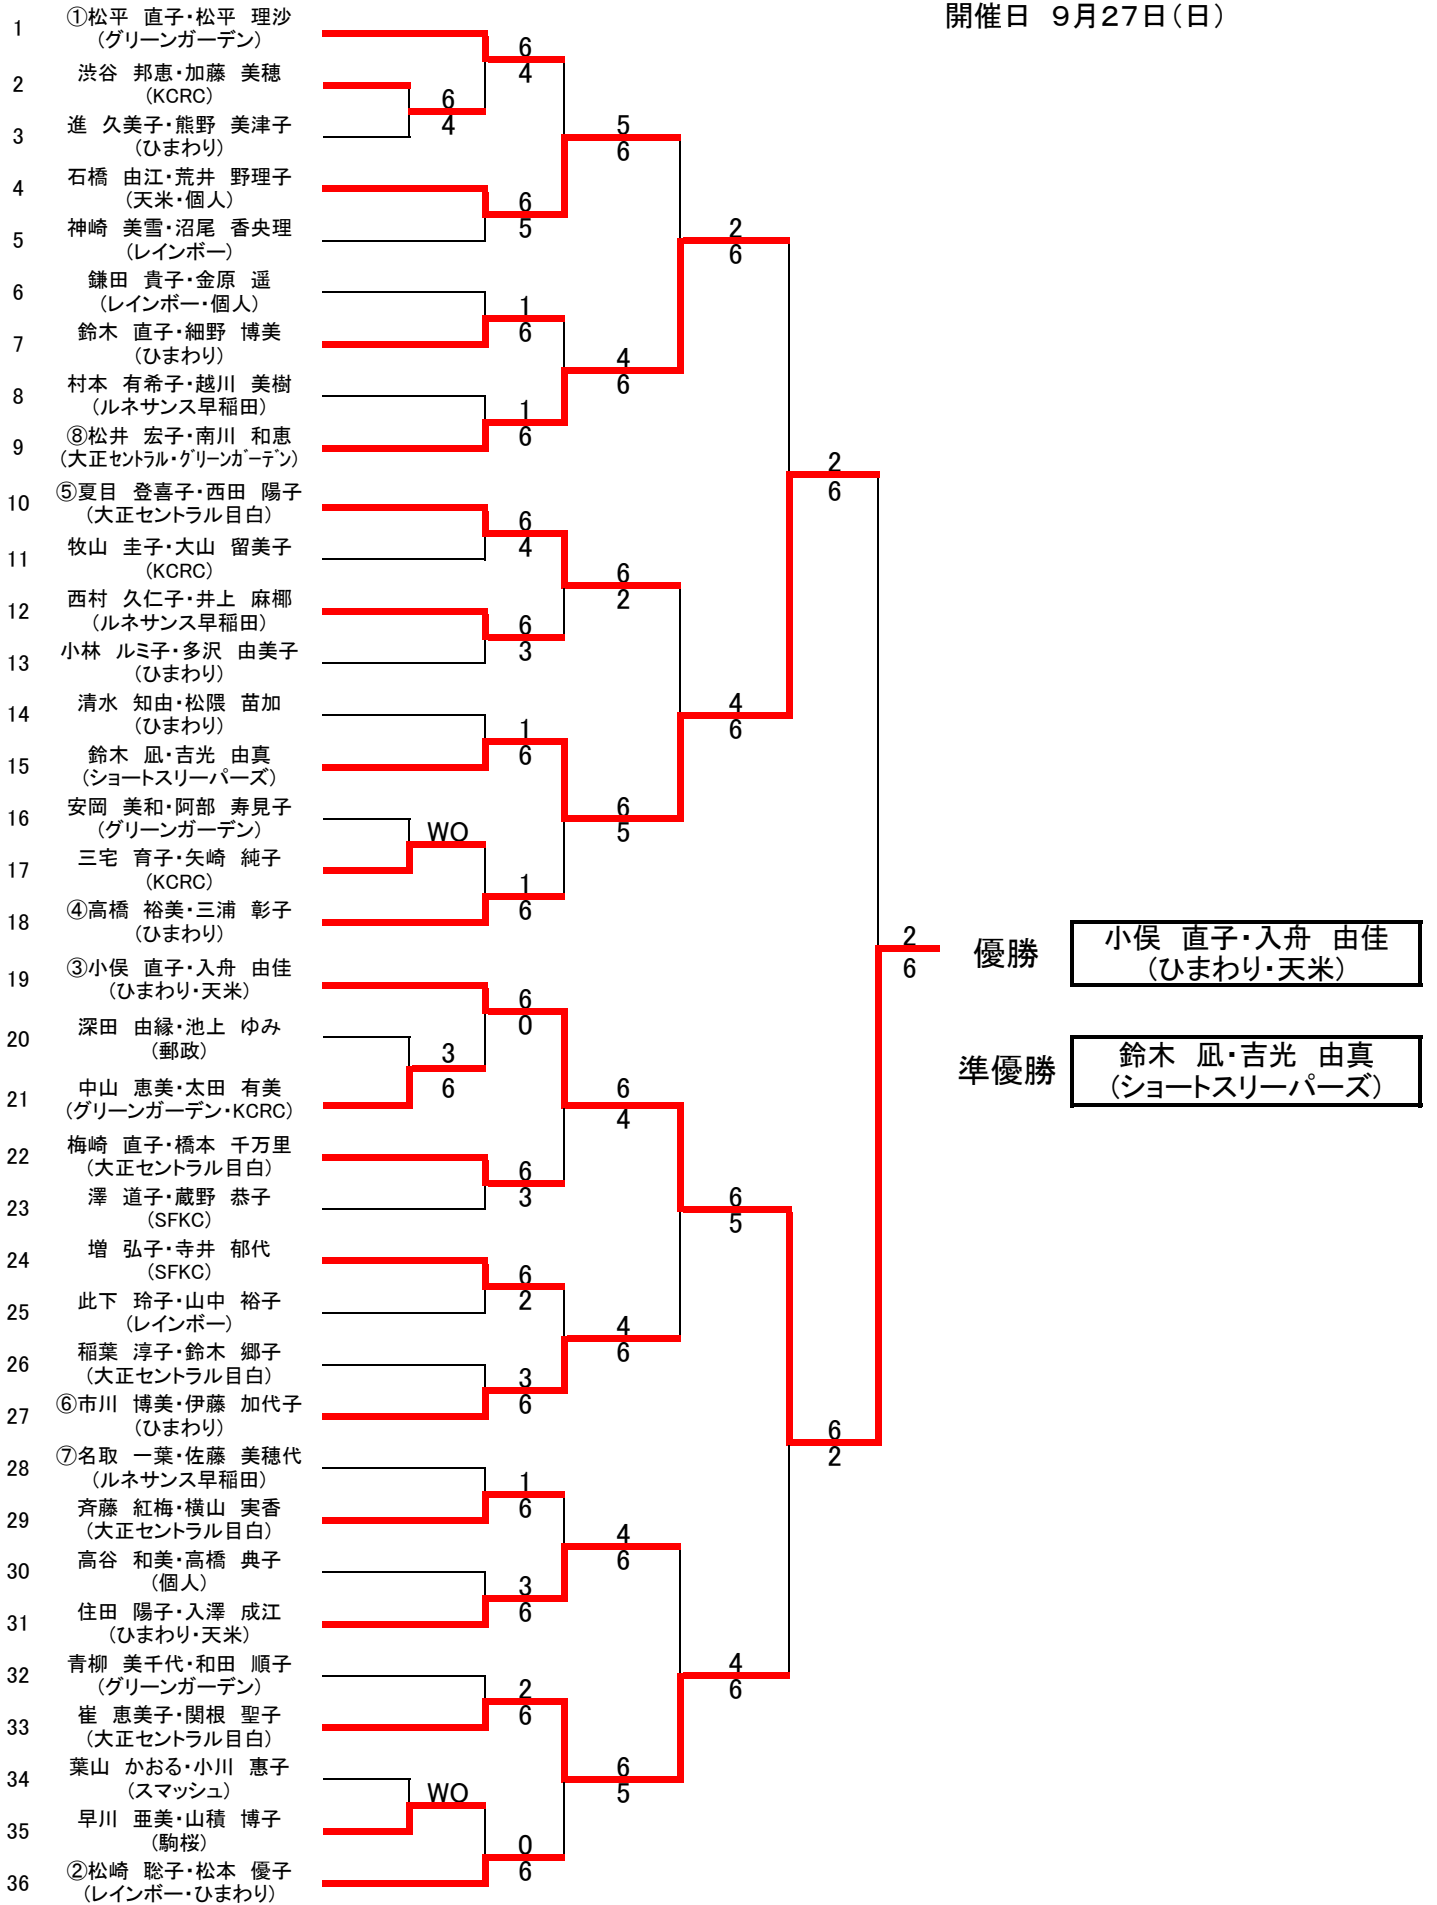 開催日　9月27日(日)
1
①松平　直子・松平　理沙
(グリーンガーデン)
6
4
2
渋谷　邦恵・加藤　美穂
(KCRC)
6
4
3
進　久美子・熊野　美津子
(ひまわり)
5
6
4
石橋　由江・荒井　野理子
(天米・個人)
6
5
5
神崎　美雪・沼尾　香央理
(レインボー)
2
6
6
鎌田　貴子・金原　遥
(レインボー・個人)
1
6
7
鈴木　直子・細野　博美
(ひまわり)
4
6
8
村本　有希子・越川　美樹
(ルネサンス早稲田)
1
6
9
⑧松井　宏子・南川　和恵
(大正セントラル・グリーンガーデン)
2
6
10
⑤夏目　登喜子・西田　陽子
(大正セントラル目白)
6
4
11
牧山　圭子・大山　留美子
(KCRC)
6
2
12
西村　久仁子・井上　麻椰
(ルネサンス早稲田)
6
3
13
小林　ルミ子・多沢　由美子
(ひまわり)
14
清水　知由・松隈　苗加
(ひまわり)
4
6
1
6
15
鈴木　凪・吉光　由真
(ショートスリーパーズ)
16
安岡　美和・阿部　寿見子
(グリーンガーデン)
WO
6
5
17
三宅　育子・矢崎　純子
(KCRC)
1
6
18
④高橋　裕美・三浦　彰子
(ひまわり)
2
6
優勝
小俣　直子・入舟　由佳
(ひまわり・天米)
19
③小俣　直子・入舟　由佳
(ひまわり・天米)
6
0
20
深田　由縁・池上　ゆみ
(郵政)
3
6
準優勝
鈴木　凪・吉光　由真
(ショートスリーパーズ)
21
中山　恵美・太田　有美
(グリーンガーデン・KCRC)
6
4
22
梅崎　直子・橋本　千万里
(大正セントラル目白)
6
3
23
澤　道子・蔵野　恭子
(SFKC)
6
5
24
増　弘子・寺井　郁代
(SFKC)
6
2
25
此下　玲子・山中　裕子
(レインボー)
4
6
26
稲葉　淳子・鈴木　郷子
(大正セントラル目白)
3
6
27
⑥市川　博美・伊藤　加代子
(ひまわり)
6
2
28
⑦名取　一葉・佐藤　美穂代
(ルネサンス早稲田)
1
6
29
斉藤　紅梅・横山　実香
(大正セントラル目白)
4
6
30
高谷　和美・高橋　典子
(個人)
3
6
31
住田　陽子・入澤　成江
(ひまわり・天米)
4
6
32
青柳　美千代・和田　順子
(グリーンガーデン)
2
6
33
崔　恵美子・関根　聖子
(大正セントラル目白)
6
5
34
葉山　かおる・小川　惠子
(スマッシュ)
WO
35
早川　亜美・山積　博子
(駒桜)
0
6
36
②松崎　聡子・松本　優子
(レインボー・ひまわり)